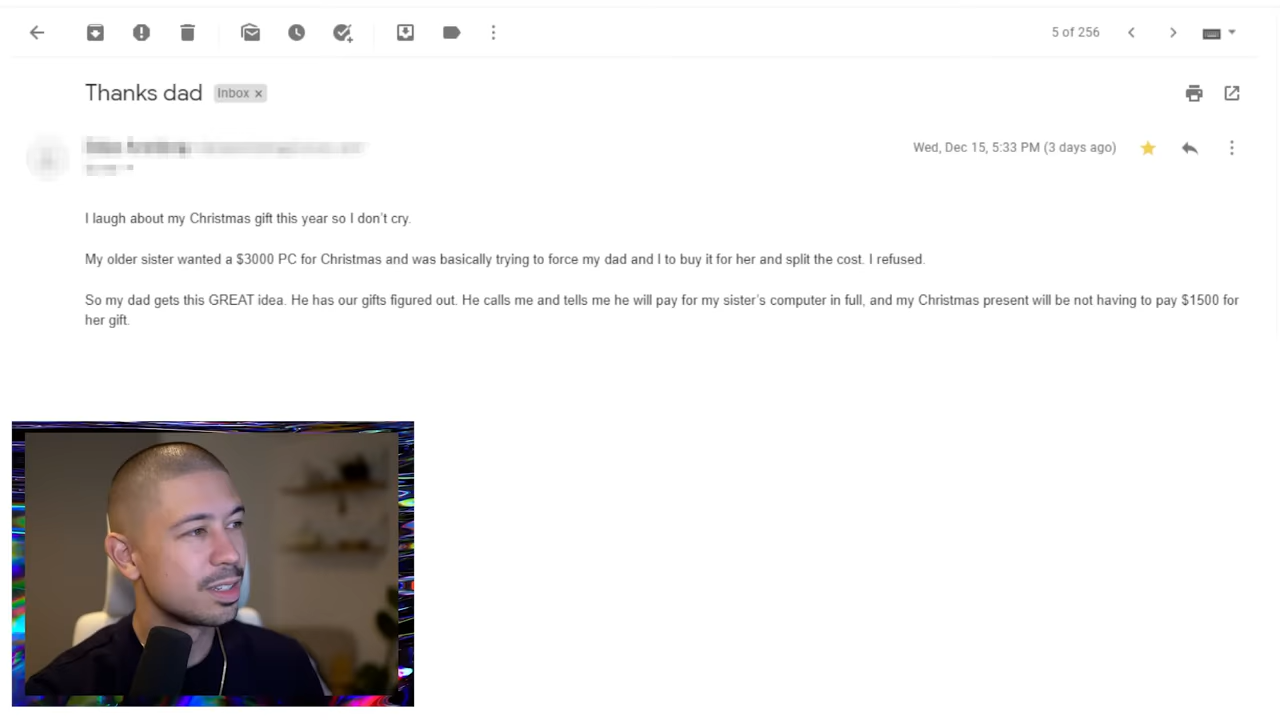 5 of 256
Thanks dad Inbox x
Wed, Dec 15, 5:33 PM (3 days ago)
I laugh about my Christmas gift this year so I don't cry.
My older sister wanted a $3000 PC for Christmas and was basically trying to force my dad and I to buy it for her and split the cost. I refused.
So my dad gets this GREAT idea. He has our gifts figured out. He calls me and tells me he will pay for my sister's computer in full, and my Christmas present will be not having to pay $1500 for
her gift.